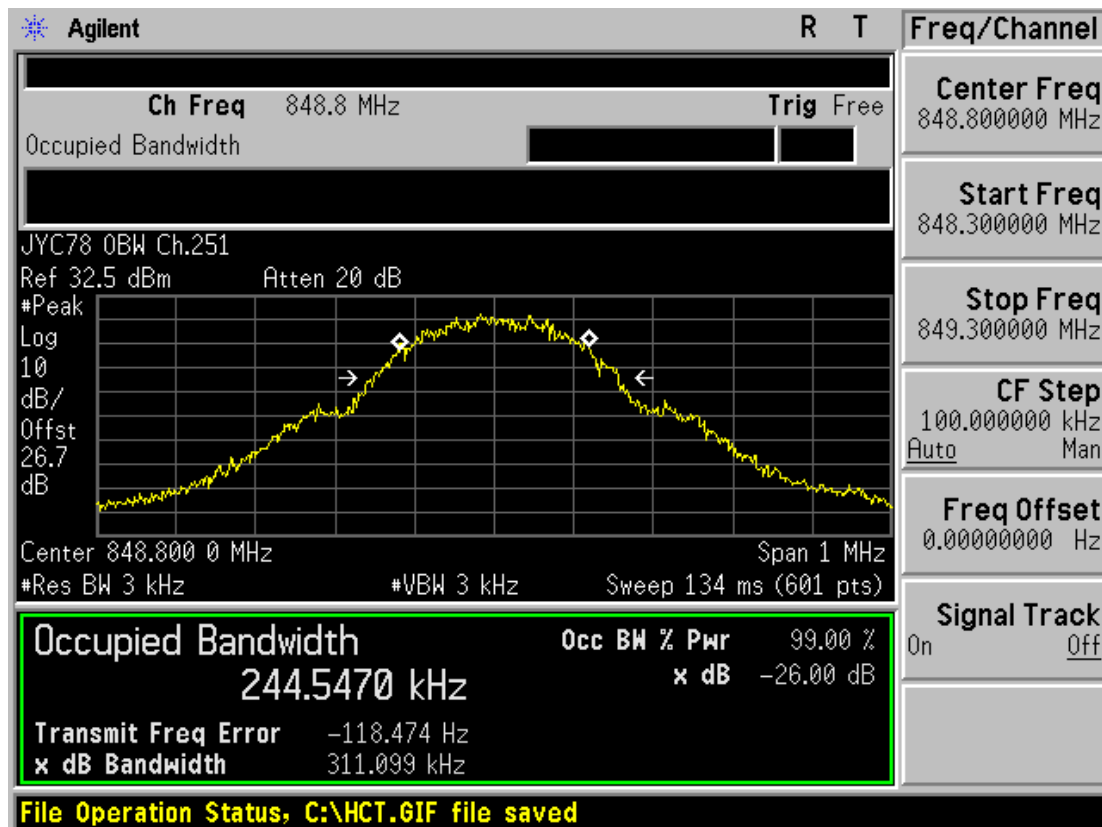 Agilent R T
Freq/Channel
Ch Freq 848.8 MHz Trig Free
Occupied Bandwidth
JYC78 OBW Ch.251
Ref 32.5 dBm Atten 20 dB
#Peak
Log
10
dB/
Offst
26.7
dB
Center 848.800 0 MHz Span 1 MHz
#Res BW 3 kHz #VBW 3 kHz Sweep 134 ms (601 pts)
Occupied Bandwidth Occ BW % Pwr 99.00 %
244.5470 kHz x dB -26.00 dB
Transmit Freq Error -118.474 Hz
x dB Bandwidth 311.099 kHz
File Operation Status, C:\HCT.GIF file saved
Center Freq
848.800000 MHz
Start Freq
848.300000 MHz
Stop Freq
849.300000 MHz
CF Step
100.000000 kHz
Auto Man
Freq Offset
0.00000000 Hz
Signal Track
On Off